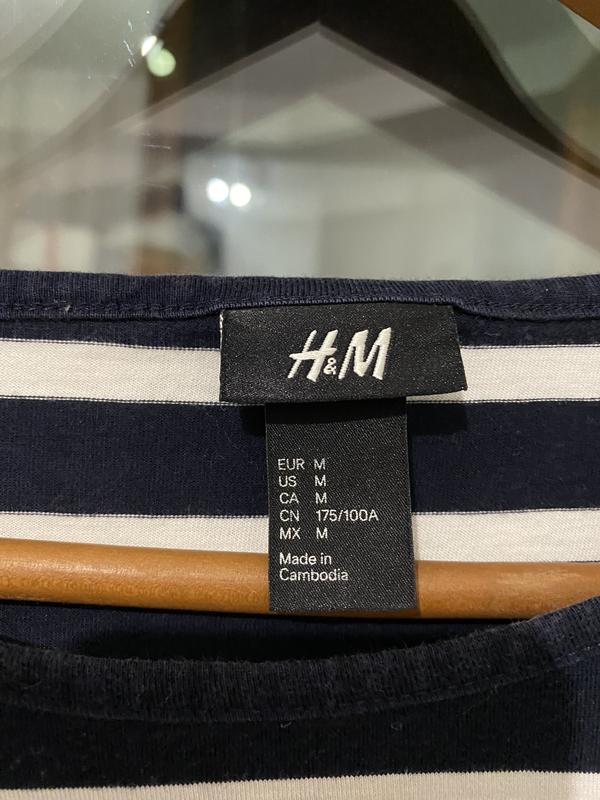 H&M
EUR M
US M
CA M
CN 175/100A
MX M
Made in
Cambodia